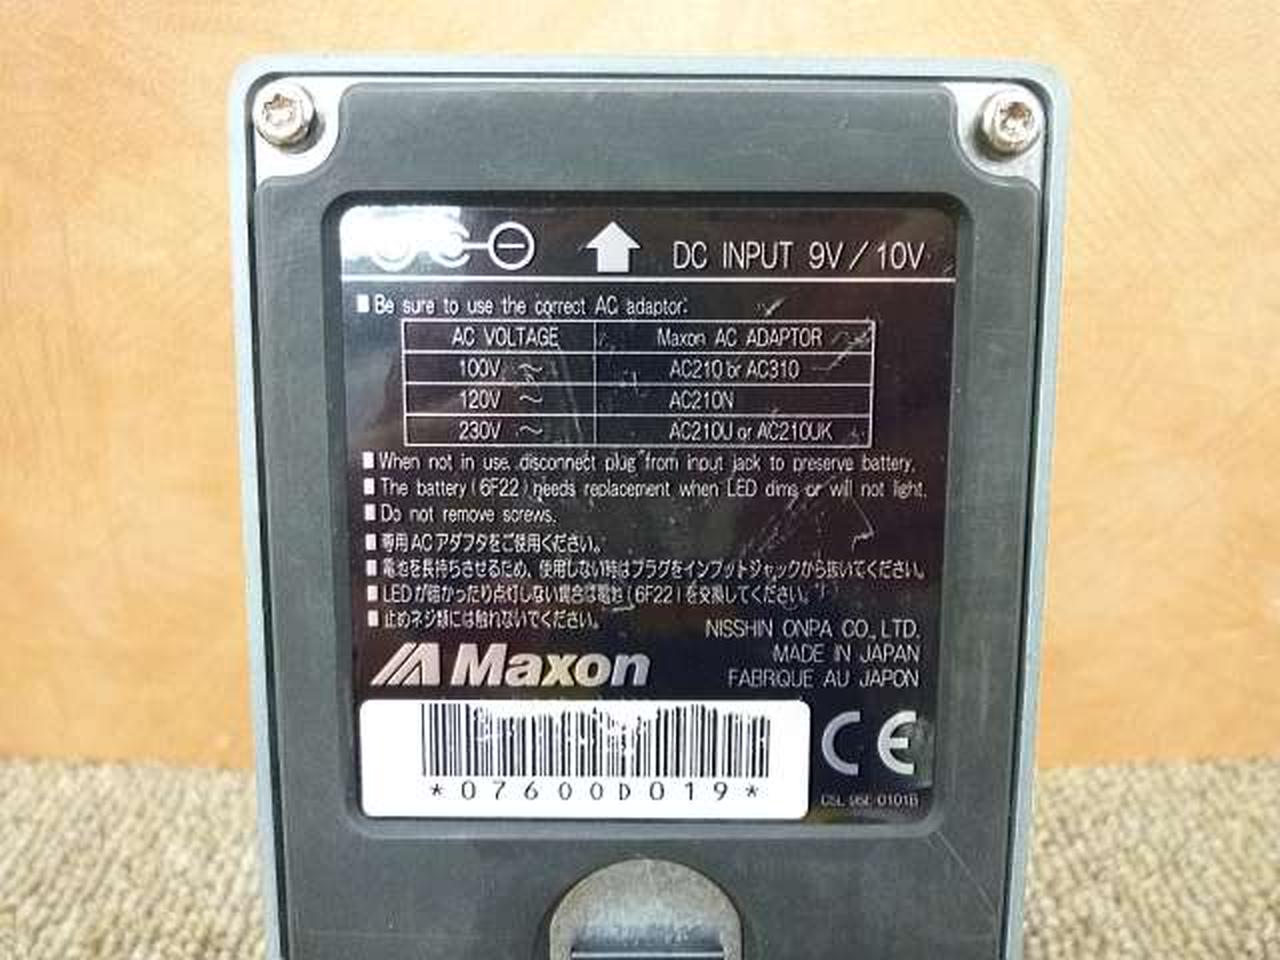 DC INPUT 9V / 10V
■ Be sure to use the correct AC adaptor.
AC VOLTAGE Maxon AC ADAPTOR
100V ~ AC210 or AC310
120V ~ AC210N
230V ~ AC210U or AC210UK
■ When not in use, disconnect plug from input jack to preserve battery.
■ The battery (6F22) needs replacement when LED dims or will not light.
■ Do not remove screws.
■ 専用ACアダプタをご使用ください。
■ 電池を長持ちさせるため、使用しない時はプラグをインプットジャックから抜いてください。
■ LEDが暗かったり点灯しない場合は電池(6F22)を交換してください。
■ 止めネジ類には触れないでください。
NISSHIN ONPA CO., LTD.
MADE IN JAPAN
FABRIQUE AU JAPON
Maxon
CE
*07600D019*
CSL 96E 0101B